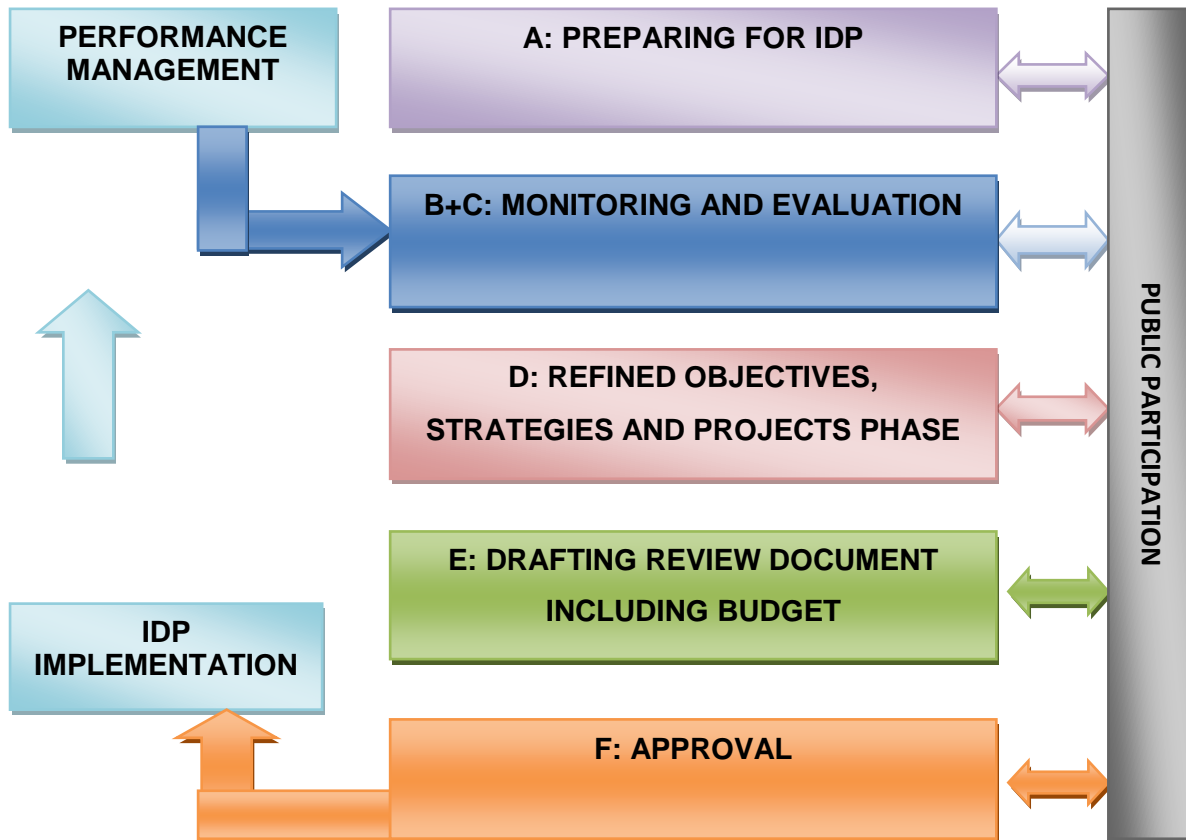 PERFORMANCE
MANAGEMENT
A: PREPARING FOR IDP
B+C: MONITORING AND EVALUATION
D: REFINED OBJECTIVES,
STRATEGIES AND PROJECTS PHASE
E: DRAFTING REVIEW DOCUMENT
INCLUDING BUDGET
IDP
IMPLEMENTATION
F: APPROVAL
PUBLIC PARTICIPATION